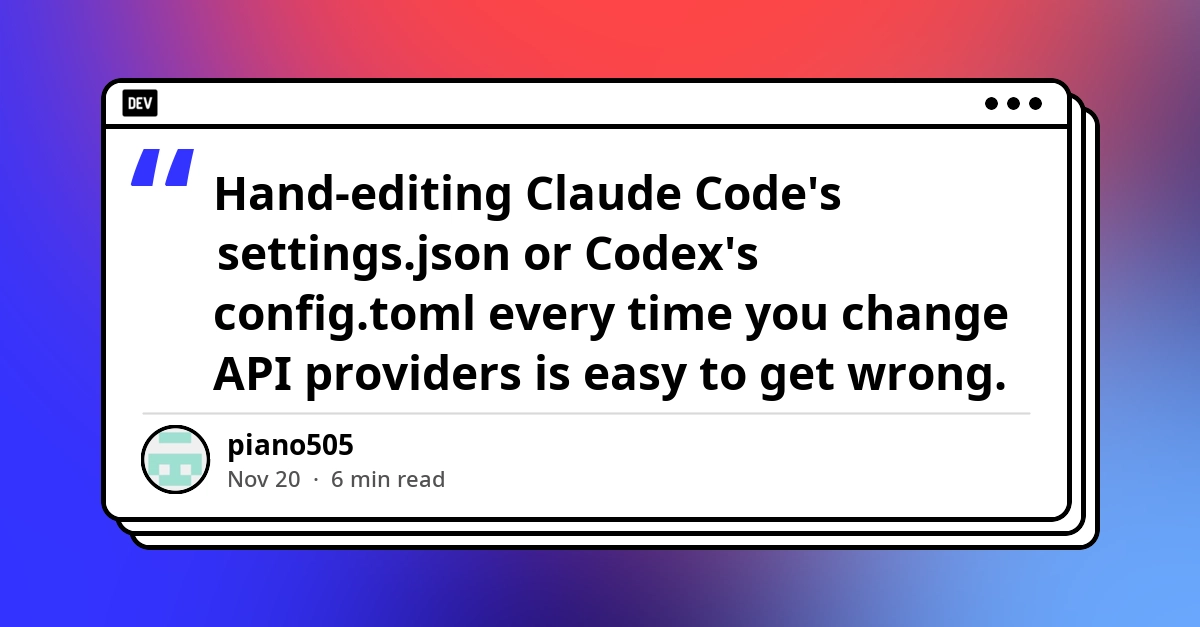 DEV
“
Hand-editing Claude Code's
settings.json or Codex's
config.toml every time you change
API providers is easy to get wrong.
piano505
Nov 20 · 6 min read